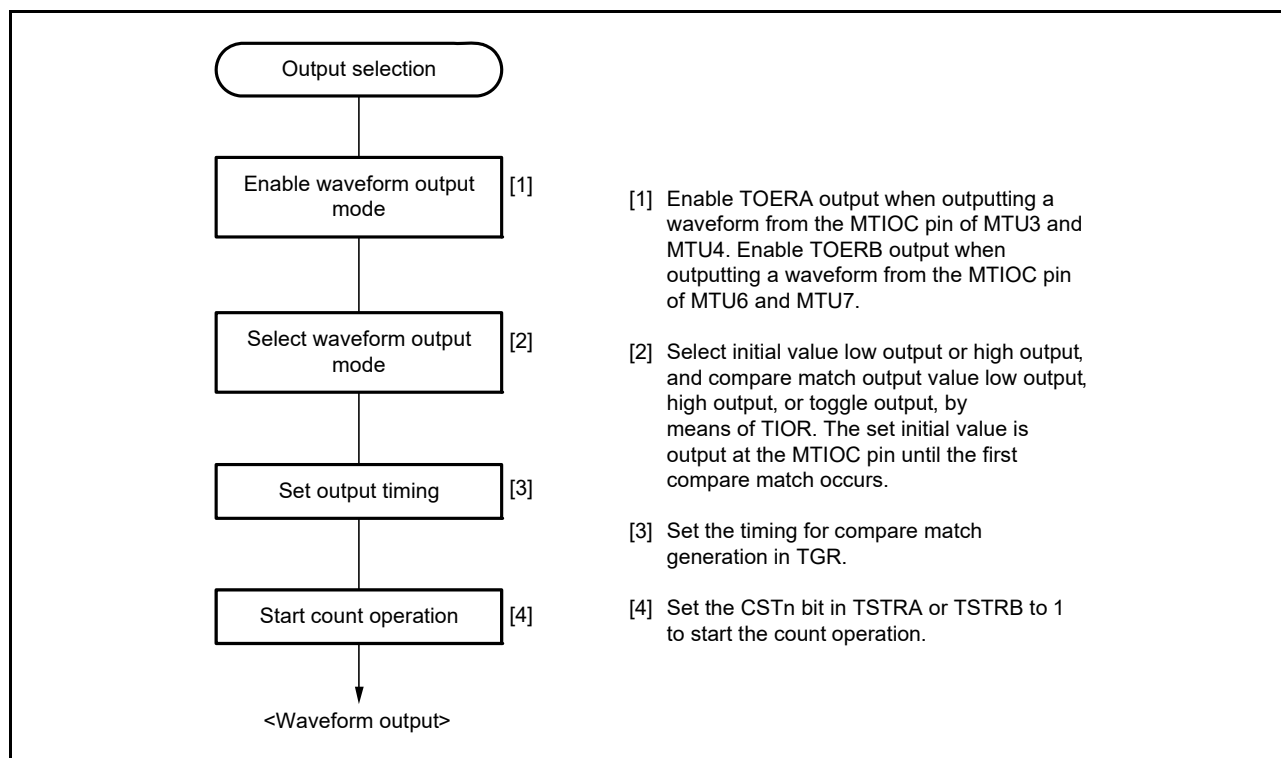 Output selection
Enable waveform output
mode
[1]
Select waveform output
mode
[2]
Set output timing
[3]
Start count operation
[4]
<Waveform output>
[1] Enable TOERA output when outputting a
waveform from the MTIOC pin of MTU3 and
MTU4. Enable TOERB output when
outputting a waveform from the MTIOC pin
of MTU6 and MTU7.
[2] Select initial value low output or high output,
and compare match output value low output,
high output, or toggle output, by
means of TIOR. The set initial value is
output at the MTIOC pin until the first
compare match occurs.
[3] Set the timing for compare match
generation in TGR.
[4] Set the CSTn bit in TSTRA or TSTRB to 1
to start the count operation.